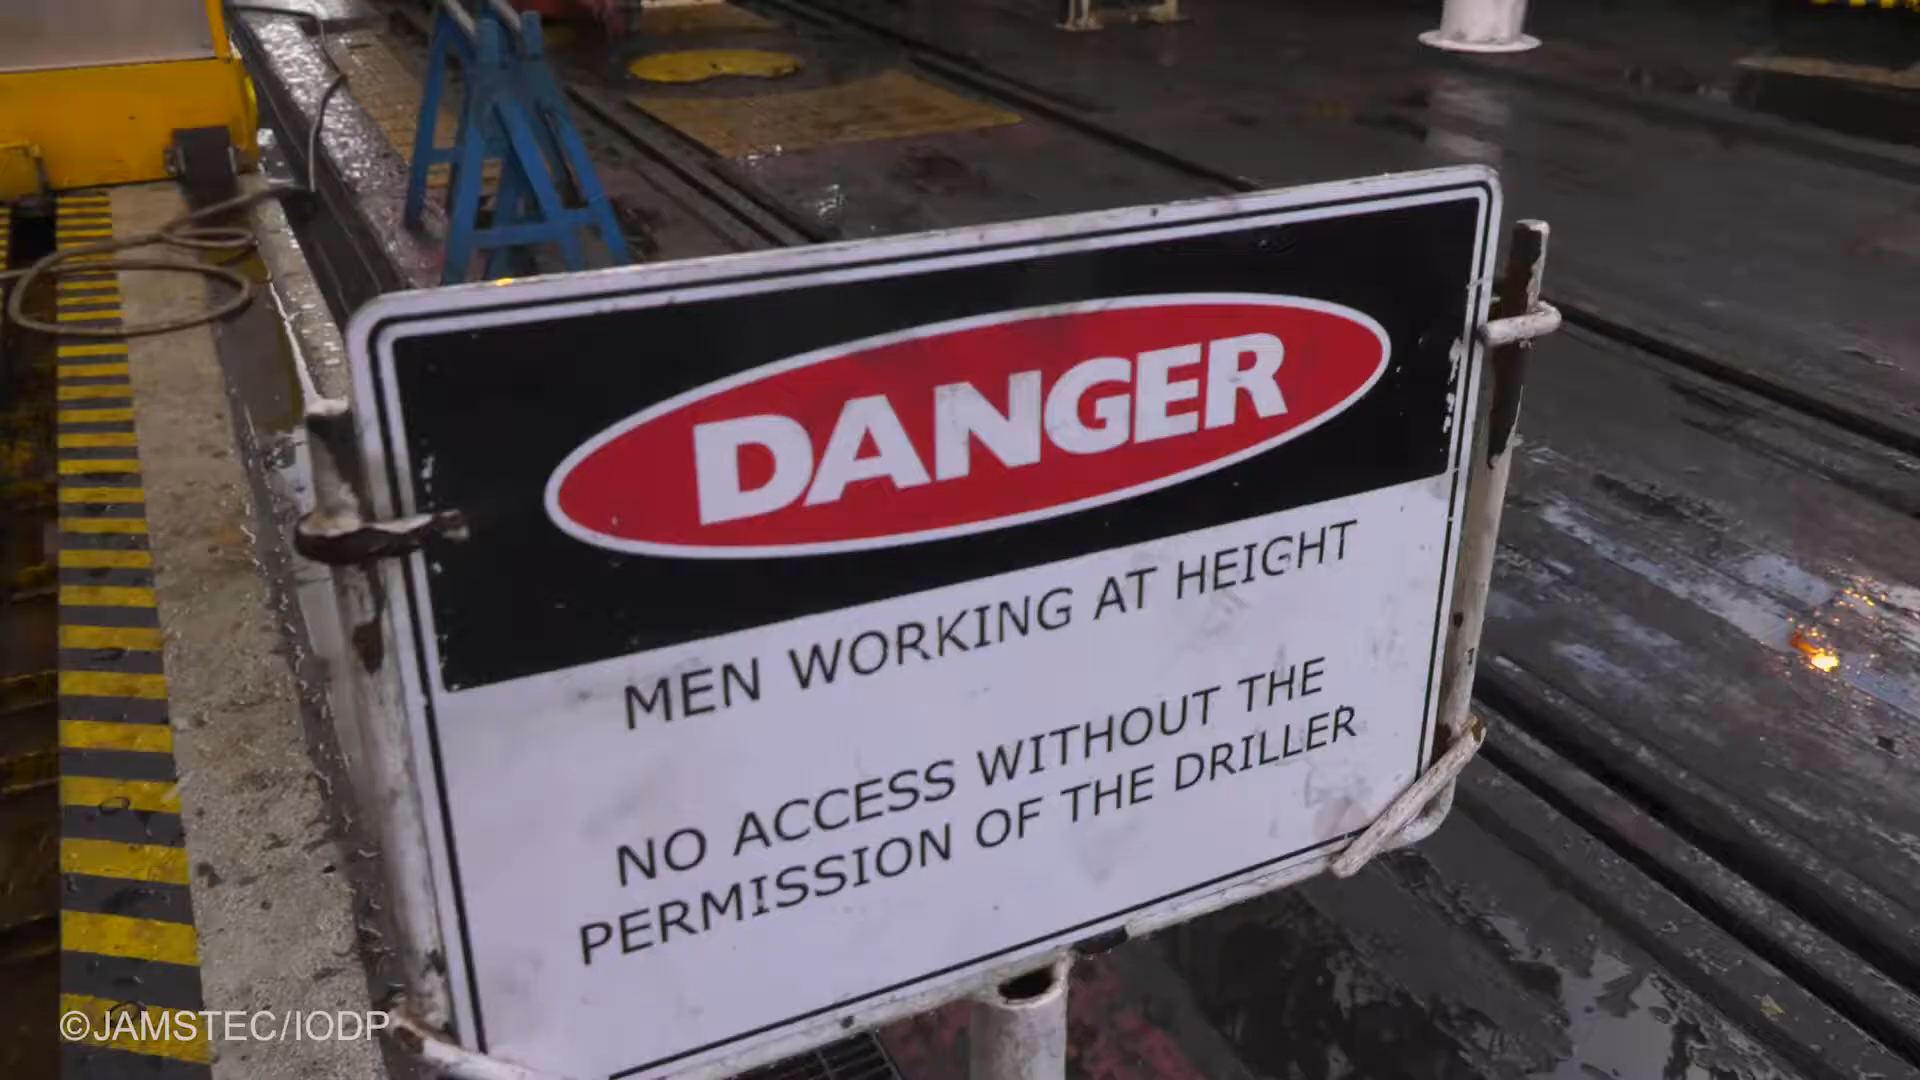 DANGER
MEN WORKING AT HEIGHT
NO ACCESS WITHOUT THE
PERMISSION OF THE DRILLER
©JAMSTEC/IODP